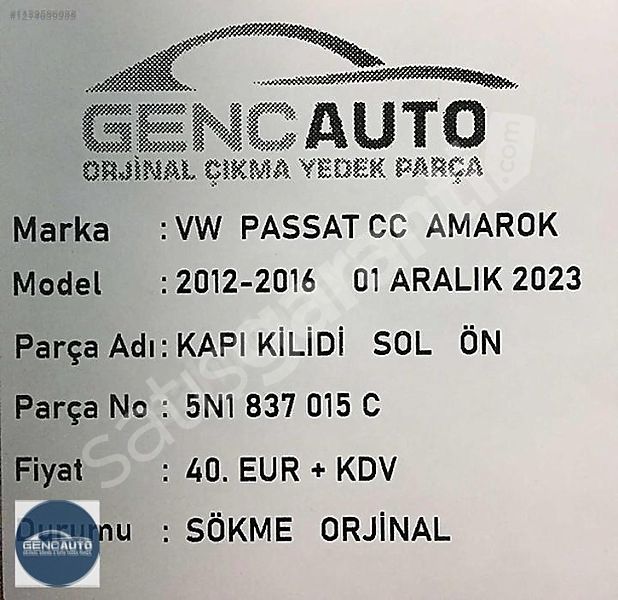 GENCAUTO
ORJİNAL ÇIKMA YEDEK PARÇA
Marka : VW PASSAT CC AMAROK
Model : 2012-2016 01 ARALIK 2023
Parça Adı: KAPI KİLİDİ SOL ÖN
Parça No : 5N1 837 015 C
Fiyat : 40. EUR + KDV
Durumu : SÖKME ORJİNAL
GENCAUTO
satışgaranti.com